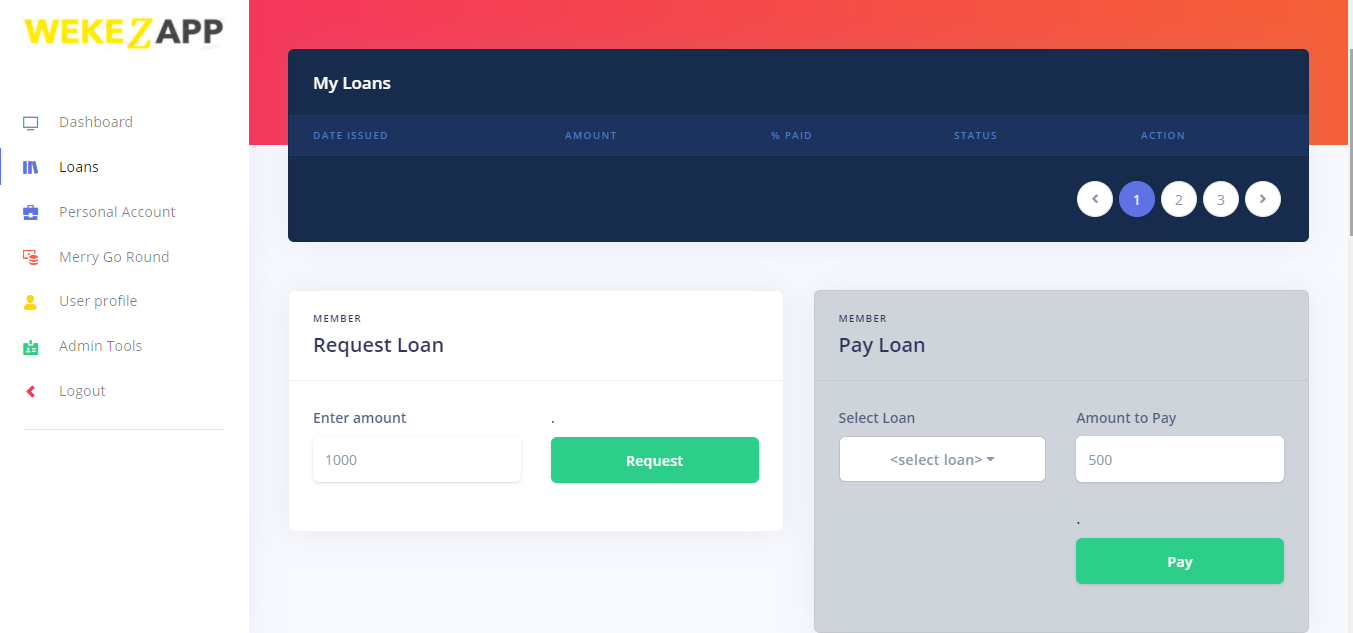 WEKEZAPP
Dashboard
Loans
Personal Account
Merry Go Round
User profile
Admin Tools
Logout
My Loans
DATE ISSUED AMOUNT % PAID STATUS ACTION
1 2 3
MEMBER
Request Loan
Enter amount .
1000 Request
MEMBER
Pay Loan
Select Loan Amount to Pay
<select loan> 500
.
Pay